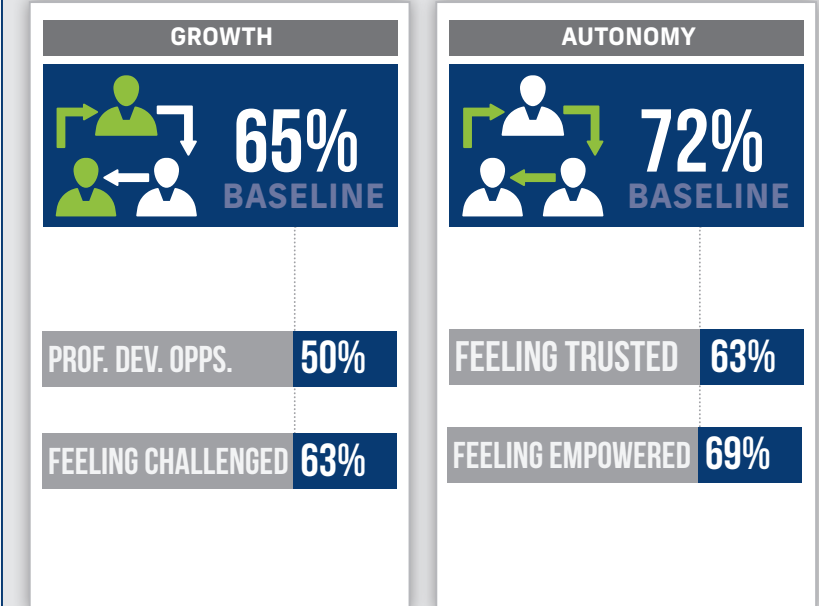 GROWTH
65%
BASELINE
PROF. DEV. OPPS.
50%
FEELING CHALLENGED
63%
AUTONOMY
72%
BASELINE
FEELING TRUSTED
63%
FEELING EMPOWERED
69%